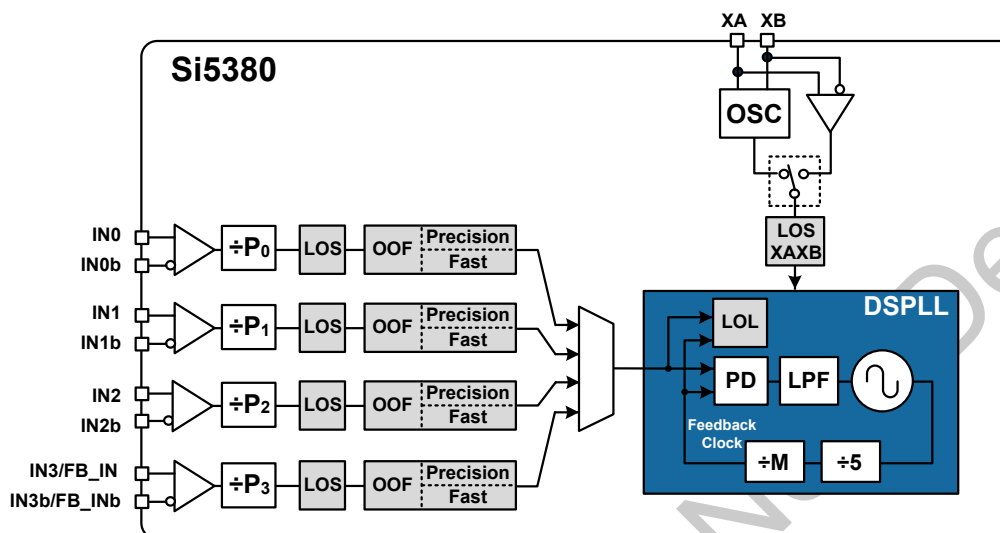 XA XB
Si5380
OSC
LOS
XAXB
IN0
IN0b
÷P0
LOS
OOF
Precision
Fast
IN1
IN1b
÷P1
LOS
OOF
Precision
Fast
IN2
IN2b
÷P2
LOS
OOF
Precision
Fast
IN3/FB_IN
IN3b/FB_INb
÷P3
LOS
OOF
Precision
Fast
DSPLL
LOL
PD
LPF
Feedback
Clock
÷M
÷5